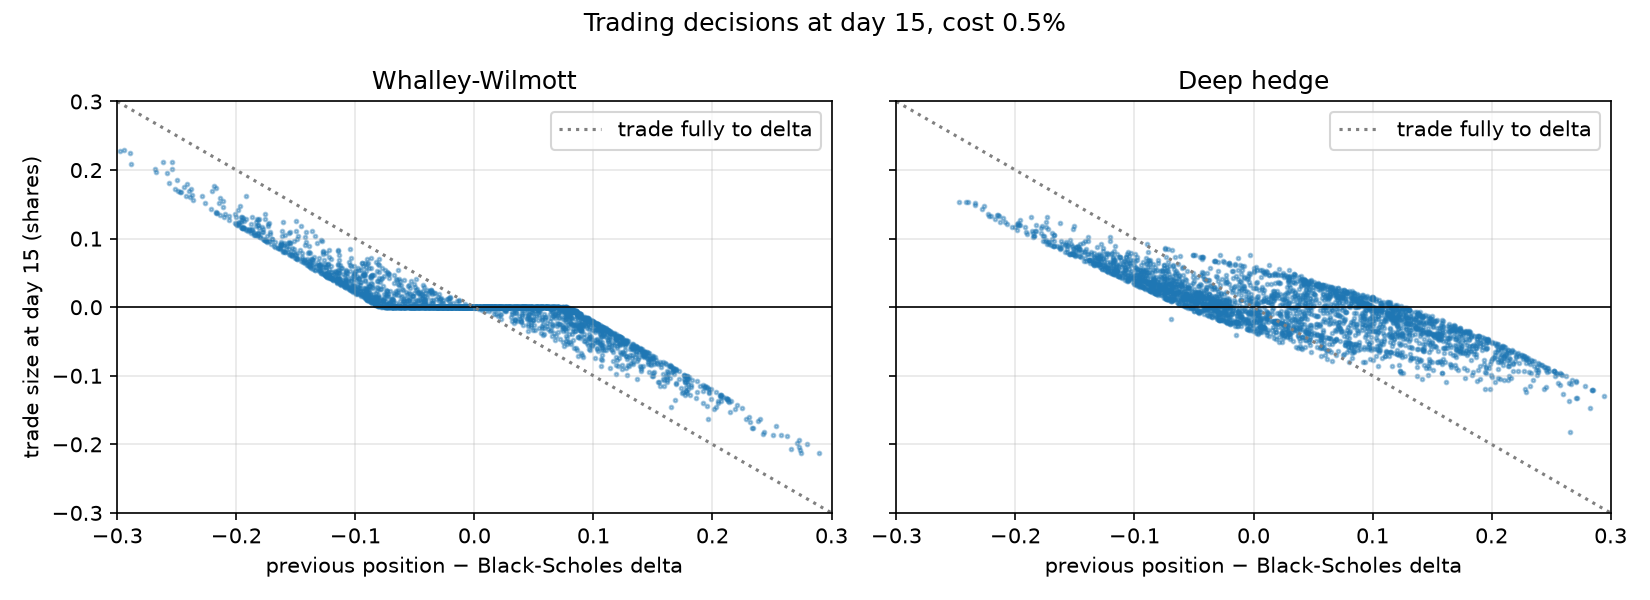 Trading decisions at day 15, cost 0.5%
Whalley-Wilmott
trade fully to delta
0.3
0.2
0.1
0.0
−0.1
−0.2
−0.3
trade size at day 15 (shares)
−0.3 −0.2 −0.1 0.0 0.1 0.2 0.3
previous position − Black-Scholes delta
Deep hedge
trade fully to delta
−0.3 −0.2 −0.1 0.0 0.1 0.2 0.3
previous position − Black-Scholes delta